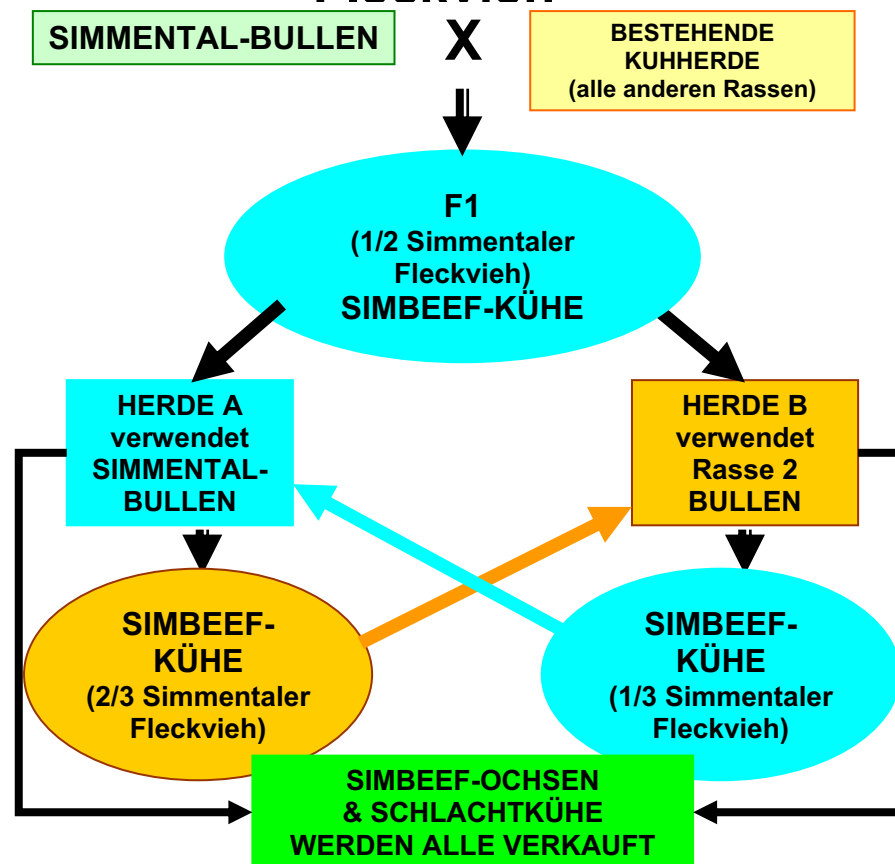 SIMMENTAL-BULLEN
X
BESTEHENDE
KUHHERDE
(alle anderen Rassen)
F1
(1/2 Simmentaler
Fleckvieh)
SIMBEEF-KÜHE
HERDE A
verwendet
SIMMENTAL-
BULLEN
HERDE B
verwendet
Rasse 2
BULLEN
SIMBEEF-
KÜHE
(2/3 Simmentaler
Fleckvieh)
SIMBEEF-
KÜHE
(1/3 Simmentaler
Fleckvieh)
SIMBEEF-OCHSEN
& SCHLACHTKÜHE
WERDEN ALLE VERKAUFT